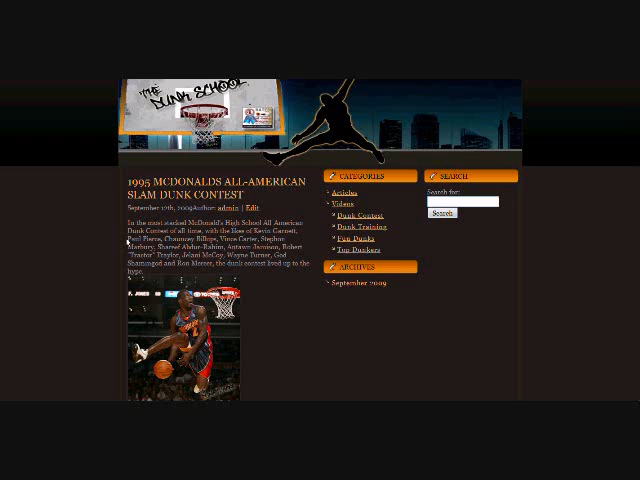 THE
DUNK SCHOOL
1995 MCDONALDS ALL-AMERICAN
SLAM DUNK CONTEST
September 12th, 2009Author: admin | Edit
In the most stacked McDonald's High School All American
Dunk Contest of all time, with the likes of Kevin Garnett,
Paul Pierce, Chauncey Billups, Vince Carter, Stephon
Marbury, Shareef Abdur-Rahim, Antawn Jamison, Robert
"Tractor" Traylor, Jelani McCoy, Wayne Turner, God
Shammgod and Ron Mercer, the dunk contest lived up to the
hype.
F. JONES
CATEGORIES
Articles
Videos
Dunk Contest
Dunk Training
Fun Dunks
Top Dunkers
ARCHIVES
September 2009
SEARCH
Search for:
Search